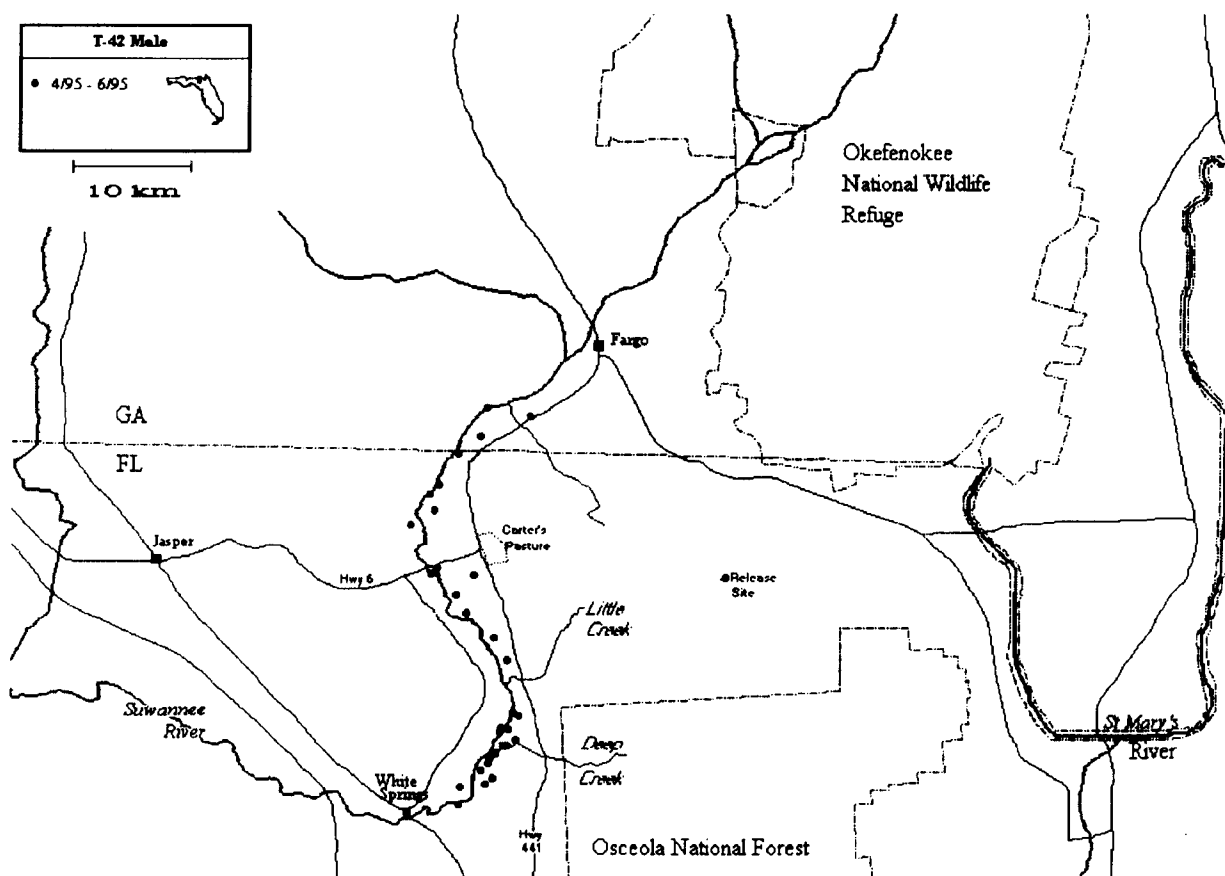 T-42 Male
4/95 - 6/95
10 km
Okefenokee
National Wildlife
Refuge
Fargo
GA
FL
Carter's
Pasture
Jasper
Hwy 6
Release
Site
Little
Creek
Suwannee
River
Deep
Creek
St Mary's
River
White
Springs
Hwy
441
Osceola National Forest